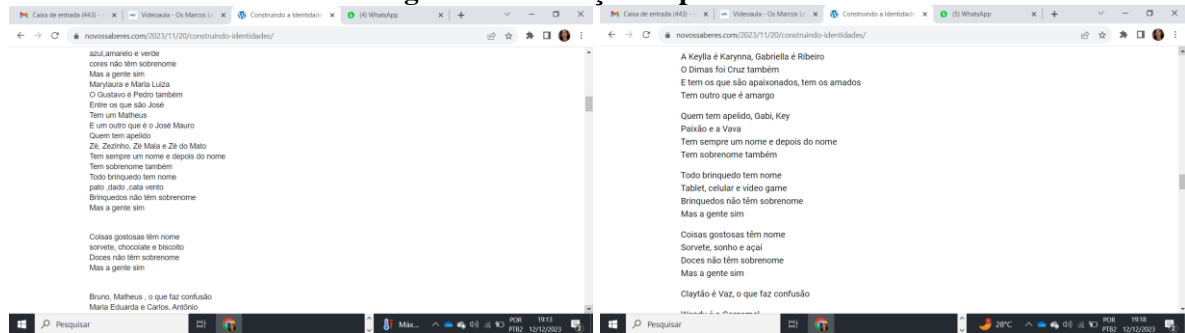 Caixa de entrada (443) -
Videoaula - Os Marcos Le
Construindo a Identidade
(4) WhatsApp
novossaberes.com/2023/11/20/construindo-identidades/
azul,amarelo e verde
cores não têm sobrenome
Mas a gente sim
Marylaura e Maria Luiza
O Gustavo é Pedro também
Entre os que são José
Tem um Matheus
E um outro que é o José Mauro
Quem tem apelido
Zé, Zezinho, Zé Maia e Zé do Mato
Tem sempre um nome e depois do nome
Tem sobrenome também
Todo brinquedo tem nome
pato ,dado ,cata vento
Brinquedos não têm sobrenome
Mas a gente sim
Coisas gostosas têm nome
sorvete, chocolate e biscoito
Doces não têm sobrenome
Mas a gente sim
Bruno, Matheus , o que faz confusão
Maria Eduarda e Carlos, Antônio
Pesquisar
Máx...
POR
PTB2
19:13
12/12/2023
Caixa de entrada (443) -
Videoaula - Os Marcos Le
Construindo a Identidade
(5) WhatsApp
novossaberes.com/2023/11/20/construindo-identidades/
A Keylla é Karynna, Gabriella é Ribeiro
O Dimas foi Cruz também
E tem os que são apaixonados, tem os amados
Tem outro que é amargo
Quem tem apelido, Gabi, Key
Paixão e a Vava
Tem sempre um nome e depois do nome
Tem sobrenome também
Todo brinquedo tem nome
Tablet, celular e vídeo game
Brinquedos não têm sobrenome
Mas a gente sim
Coisas gostosas têm nome
Sorvete, sonho e açaí
Doces não têm sobrenome
Mas a gente sim
Claytão é Vaz, o que faz confusão
Pesquisar
28°C
POR
PTB2
19:18
12/12/2023